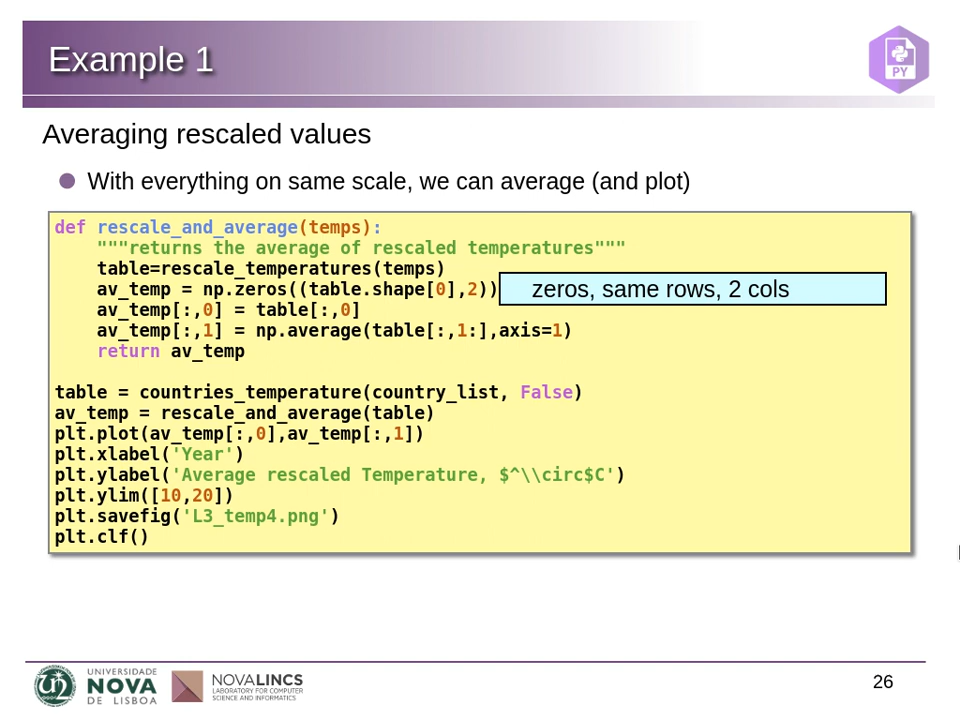 Example 1
PY
Averaging rescaled values
With everything on same scale, we can average (and plot)
def rescale_and_average(temps):
    """returns the average of rescaled temperatures"""
    table=rescale_temperatures(temps)
    av_temp = np.zeros((table.shape[0],2)) zeros, same rows, 2 cols
    av_temp[:,0] = table[:,0]
    av_temp[:,1] = np.average(table[:,1:],axis=1)
    return av_temp
table = countries_temperature(country_list, False)
av_temp = rescale_and_average(table)
plt.plot(av_temp[:,0],av_temp[:,1])
plt.xlabel('Year')
plt.ylabel('Average rescaled Temperature, $^\\circ$C')
plt.ylim([10,20])
plt.savefig('L3_temp4.png')
plt.clf()
UNIVERSIDADE
NOVA
DE LISBOA
NOVALINCS
LABORATORY FOR COMPUTER
SCIENCE AND INFORMATICS
26